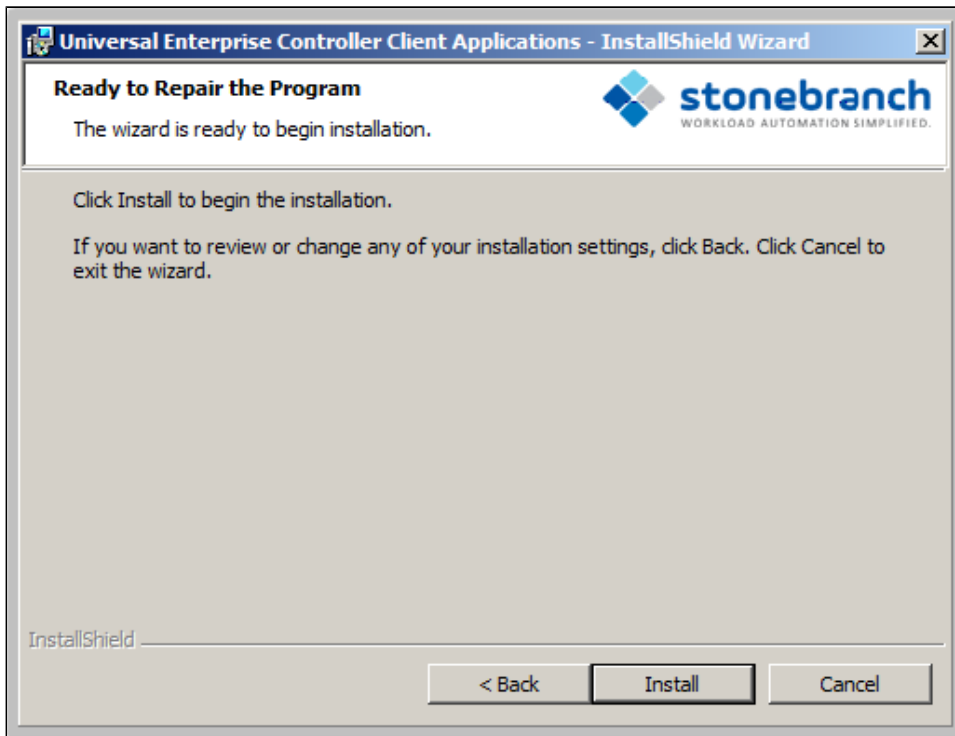 Universal Enterprise Controller Client Applications - InstallShield Wizard
Ready to Repair the Program
The wizard is ready to begin installation.
stonebranch
WORKLOAD AUTOMATION SIMPLIFIED.
Click Install to begin the installation.
If you want to review or change any of your installation settings, click Back. Click Cancel to
exit the wizard.
InstallShield
< Back
Install
Cancel